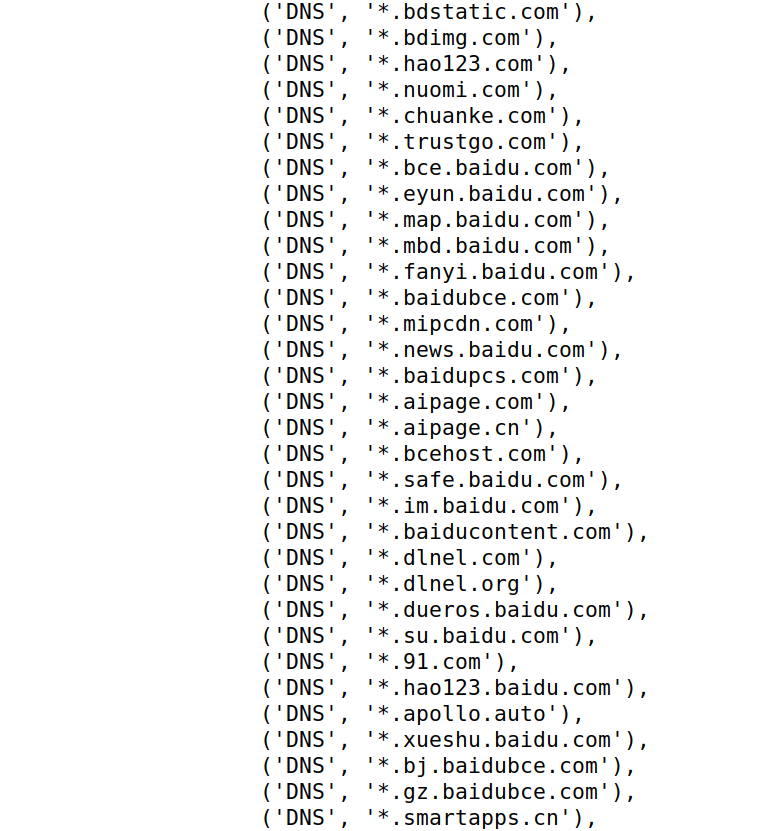 ('DNS', '*.bdstatic.com'),
('DNS', '*.bdimg.com'),
('DNS', '*.hao123.com'),
('DNS', '*.nuomi.com'),
('DNS', '*.chuanke.com'),
('DNS', '*.trustgo.com'),
('DNS', '*.bce.baidu.com'),
('DNS', '*.eyun.baidu.com'),
('DNS', '*.map.baidu.com'),
('DNS', '*.mbd.baidu.com'),
('DNS', '*.fanyi.baidu.com'),
('DNS', '*.baidubce.com'),
('DNS', '*.mipcdn.com'),
('DNS', '*.news.baidu.com'),
('DNS', '*.baidupcs.com'),
('DNS', '*.aipage.com'),
('DNS', '*.aipage.cn'),
('DNS', '*.bcehost.com'),
('DNS', '*.safe.baidu.com'),
('DNS', '*.im.baidu.com'),
('DNS', '*.baiducontent.com'),
('DNS', '*.dlnel.com'),
('DNS', '*.dlnel.org'),
('DNS', '*.dueros.baidu.com'),
('DNS', '*.su.baidu.com'),
('DNS', '*.91.com'),
('DNS', '*.hao123.baidu.com'),
('DNS', '*.apollo.auto'),
('DNS', '*.xueshu.baidu.com'),
('DNS', '*.bj.baidubce.com'),
('DNS', '*.gz.baidubce.com'),
('DNS', '*.smartapps.cn'),